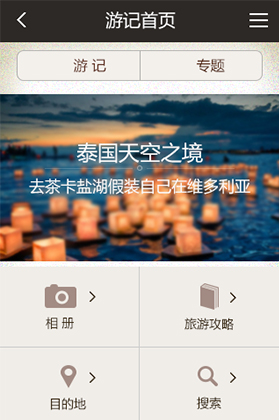 游记首页
游记
专题
泰国天空之境
去茶卡盐湖假装自己在维多利亚
相册
旅游攻略
目的地
搜索